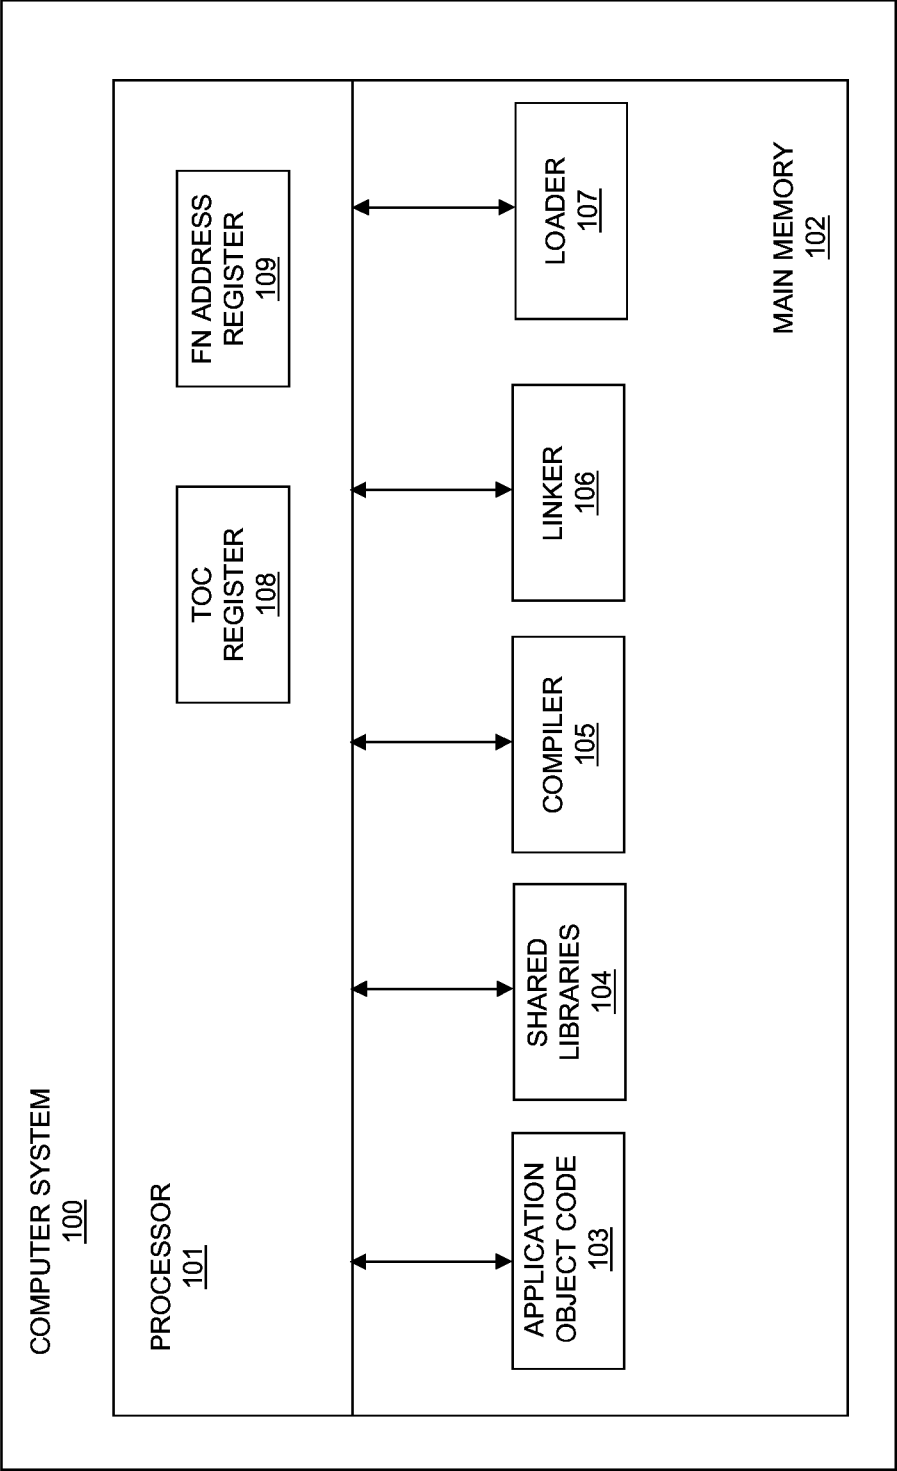 COMPUTER SYSTEM
100
PROCESSOR
101
TOC
REGISTER
108
FN ADDRESS
REGISTER
109
APPLICATION
OBJECT CODE
103
SHARED
LIBRARIES
104
COMPILER
105
LINKER
106
LOADER
107
MAIN MEMORY
102